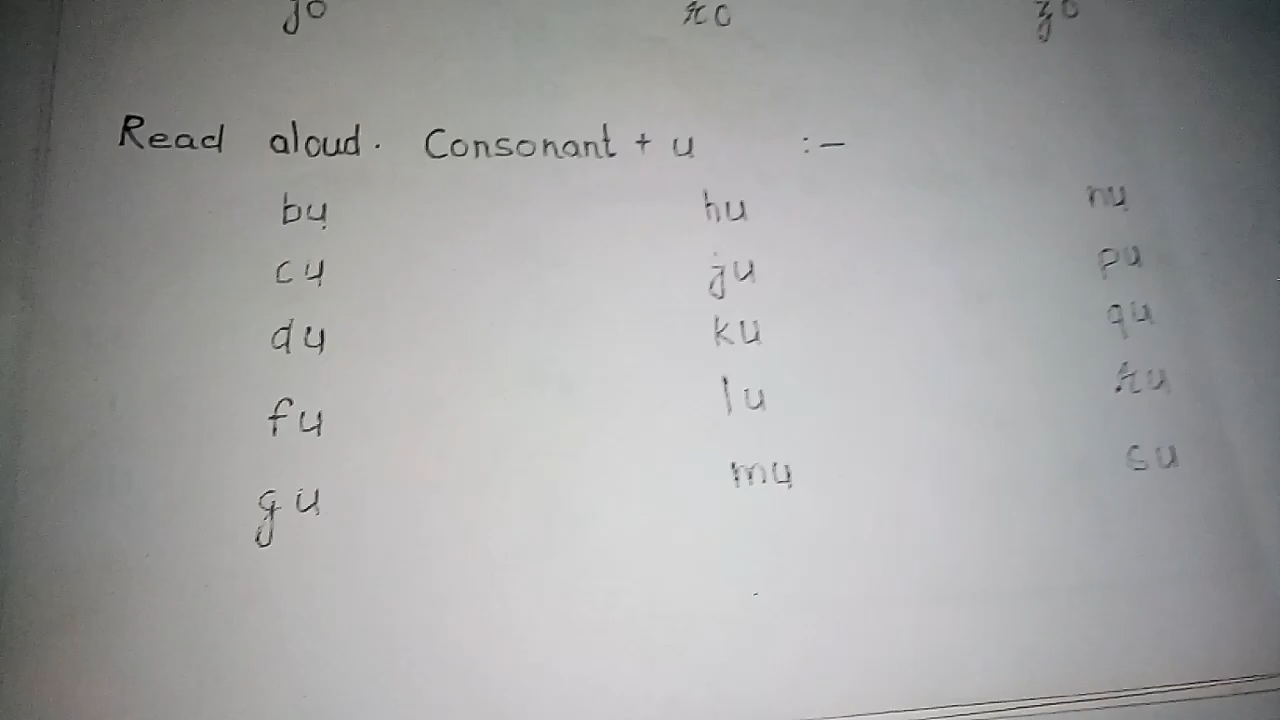 jo ro zo
Read aloud. Consonant + u :-
bu hu nu
cu ju pu
du ku qu
fu lu ru
gu mu su